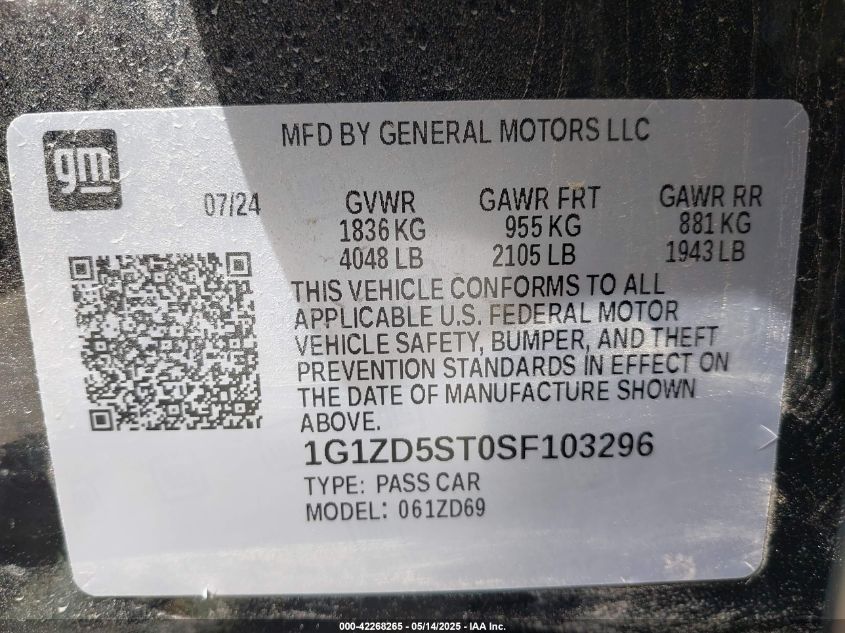 MFD BY GENERAL MOTORS LLC
gm
07/24 GVWR GAWR FRT GAWR RR
1836 KG 955 KG 881 KG
4048 LB 2105 LB 1943 LB
THIS VEHICLE CONFORMS TO ALL
APPLICABLE U.S. FEDERAL MOTOR
VEHICLE SAFETY, BUMPER, AND THEFT
PREVENTION STANDARDS IN EFFECT ON
THE DATE OF MANUFACTURE SHOWN
ABOVE.
1G1ZD5ST0SF103296
TYPE: PASS CAR
MODEL: 061ZD69
000-42268265 - 05/14/2025 - IAA Inc.